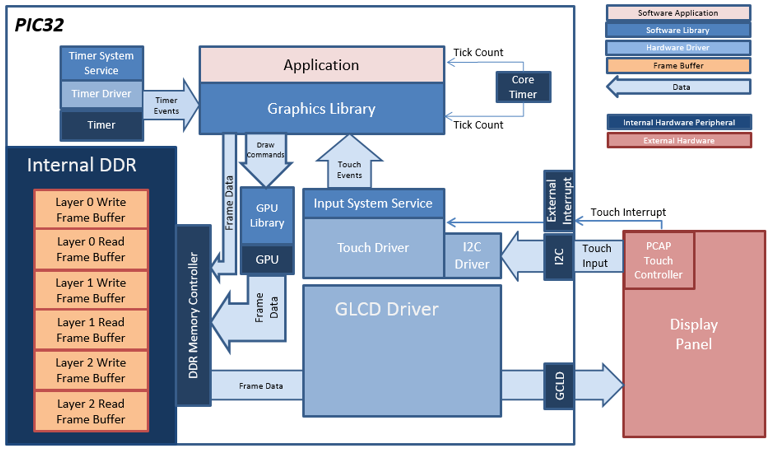 PIC32
Timer System
Service
Timer Driver
Timer
Timer
Events
Application
Graphics Library
Tick Count
Core
Timer
Tick Count
Software Application
Software Library
Hardware Driver
Frame Buffer
Data
Internal Hardware Peripheral
External Hardware
Internal DDR
Layer 0 Write
Frame Buffer
Layer 0 Read
Frame Buffer
Layer 1 Write
Frame Buffer
Layer 1 Read
Frame Buffer
Layer 2 Write
Frame Buffer
Layer 2 Read
Frame Buffer
DDR Memory Controller
Frame Data
Draw
Commands
GPU
Library
GPU
Frame
Data
Touch
Events
Input System Service
Touch Driver
I2C
Driver
External
Interrupt
Touch Interrupt
I2C
Touch
Input
PCAP
Touch
Controller
Display
Panel
GLCD Driver
Frame Data
GCLD